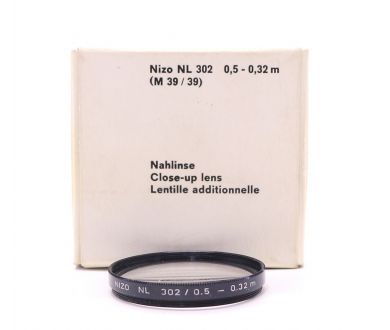 Nizo NL 302 0,5 - 0,32 m
(M 39 / 39)
Nahlinse
Close-up lens
Lentille additionnelle
NIZO NL 302 / 0.5 - 0.32 m